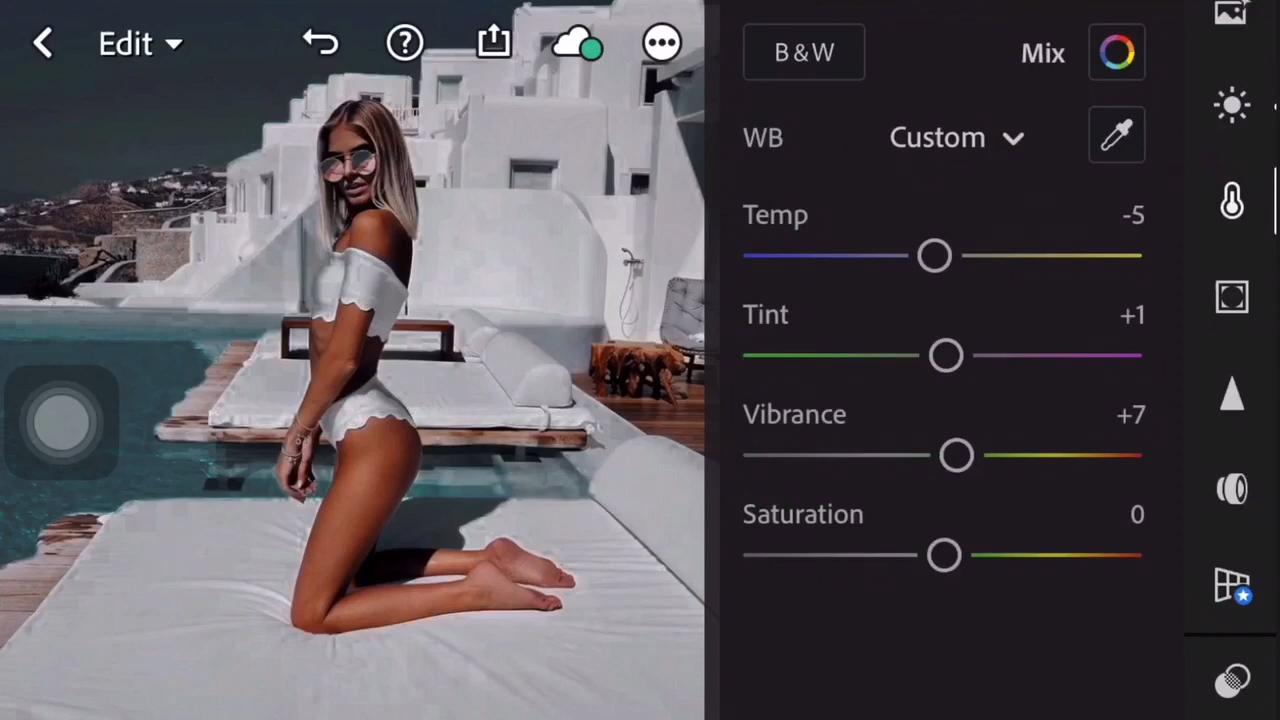 Edit
B&W
Mix
WB
Custom
Temp
-5
Tint
+1
Vibrance
+7
Saturation
0